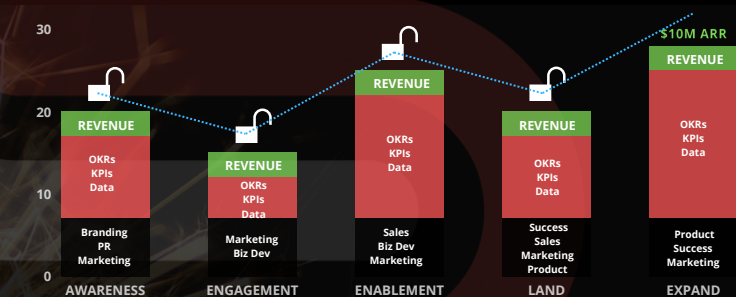 30
20
10
0
REVENUE
OKRs
KPIs
Data
Branding
PR
Marketing
AWARENESS
REVENUE
OKRs
KPIs
Data
Marketing
Biz Dev
ENGAGEMENT
REVENUE
OKRs
KPIs
Data
Sales
Biz Dev
Marketing
ENABLEMENT
REVENUE
OKRs
KPIs
Data
Success
Sales
Marketing
Product
LAND
$10M ARR
REVENUE
OKRs
KPIs
Data
Product
Success
Marketing
EXPAND